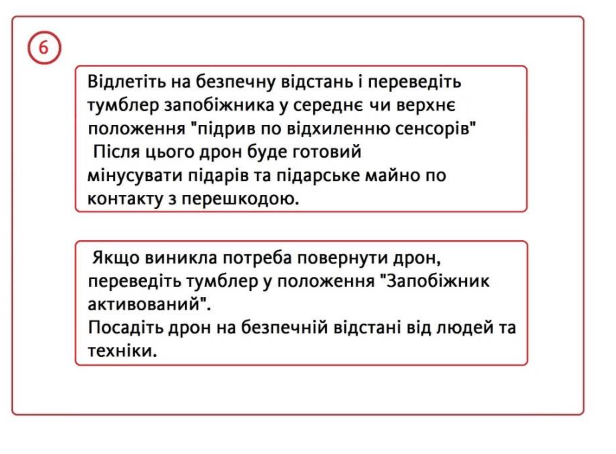 6
Відлетіть на безпечну відстань і переведіть
тумблер запобіжника у середнє чи верхнє
положення "підрив по відхиленню сенсорів"
Після цього дрон буде готовий
мінусувати підарів та підарське майно по
контакту з перешкодою.
Якщо виникла потреба повернути дрон,
переведіть тумблер у положення "Запобіжник
активований".
Посадіть дрон на безпечній відстані від людей та
техніки.